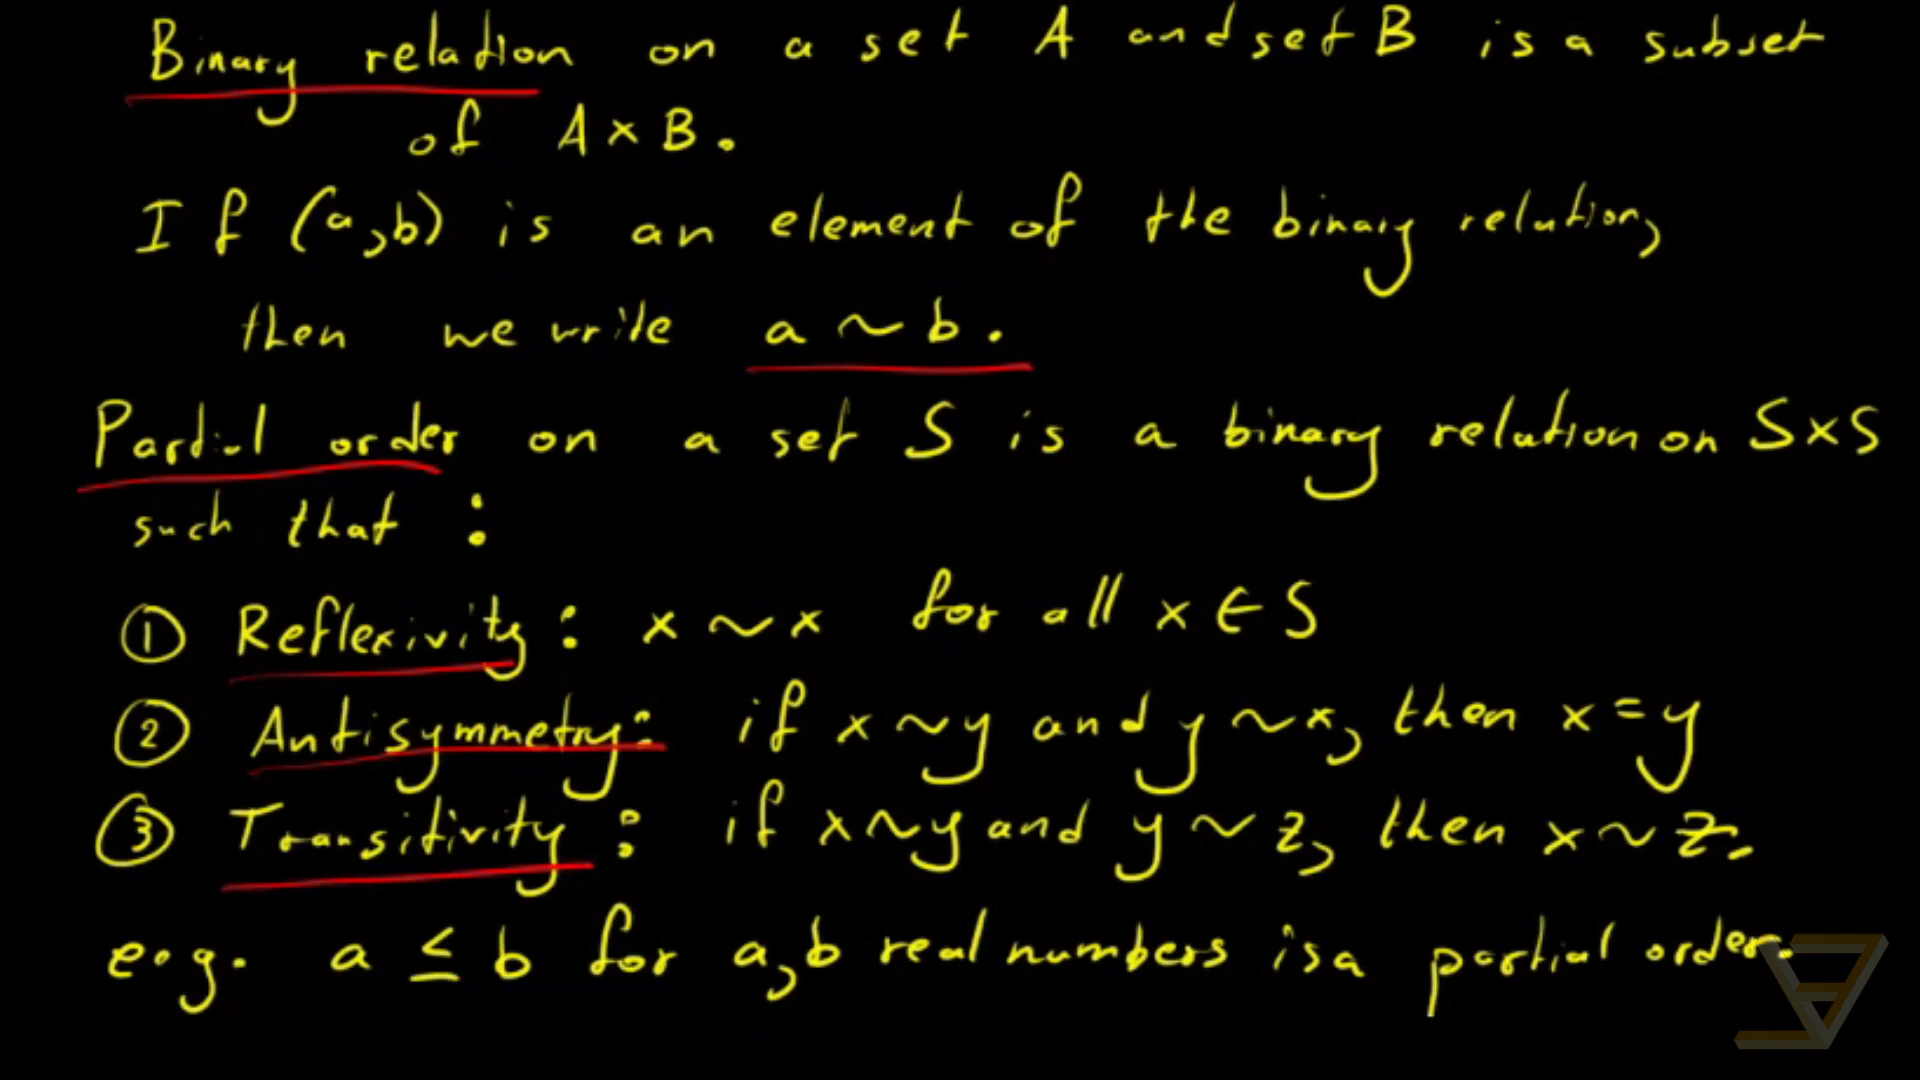 Binary relation on a set A and set B is a subset
of A × B.
If (a,b) is an element of the binary relation,
then we write a ~ b.
Partial order on a set S is a binary relation on S×S
such that :
① Reflexivity : x ~ x for all x ∈ S
② Antisymmetry: if x ~ y and y ~ x, then x = y
③ Transitivity : if x ~ y and y ~ z, then x ~ z.
e.g. a ≤ b for a,b real numbers is a partial order.